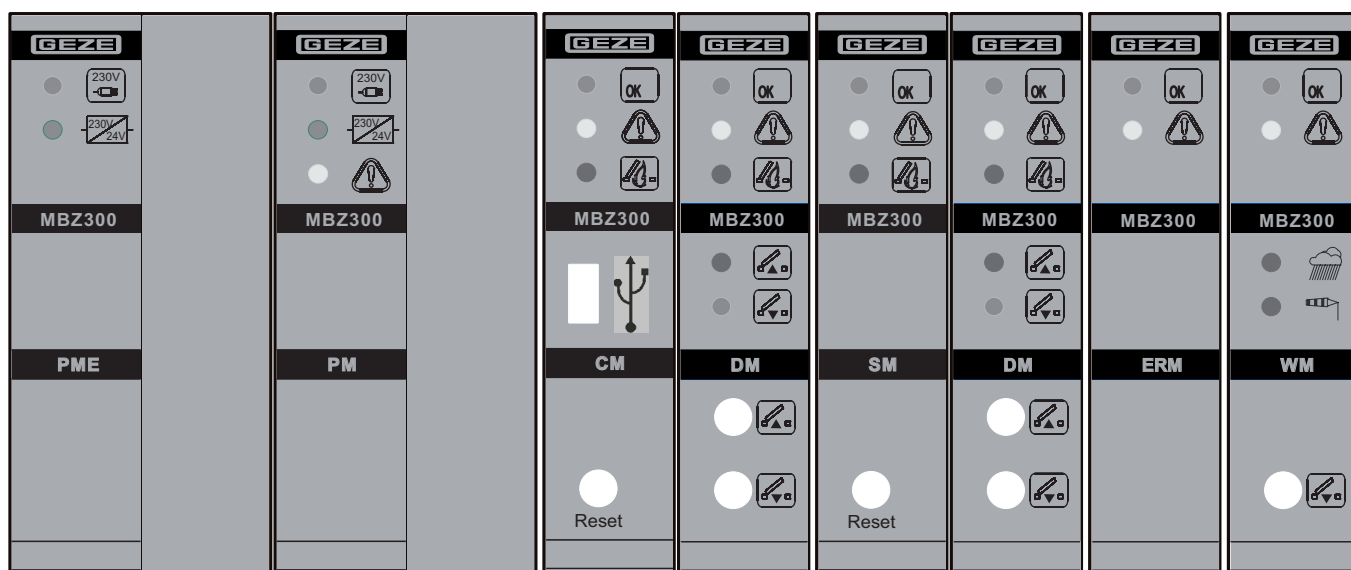 GEZE GEZE GEZE GEZE GEZE GEZE GEZE GEZE
230V 230V OK OK OK OK OK OK
230V 24V 230V 24V
MBZ300 MBZ300 MBZ300 MBZ300 MBZ300 MBZ300 MBZ300 MBZ300
PME PM CM DM SM DM ERM WM
Reset Reset